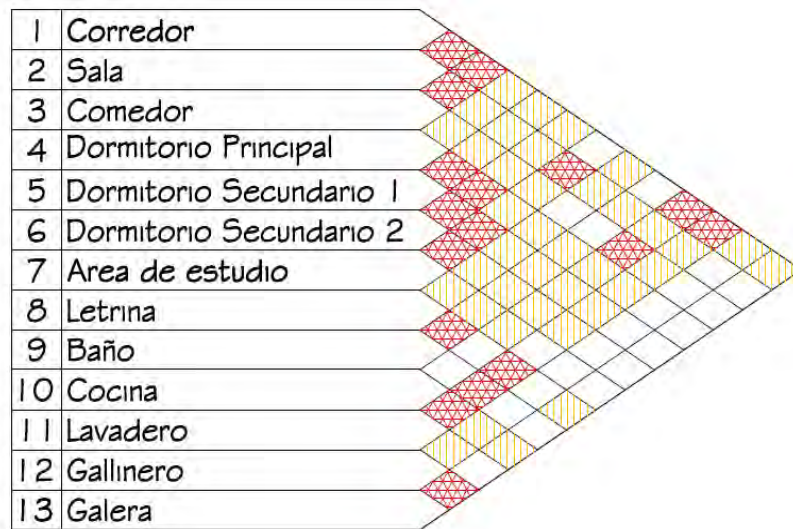 1 Corredor
2 Sala
3 Comedor
4 Dormitorio Principal
5 Dormitorio Secundario 1
6 Dormitorio Secundario 2
7 Area de estudio
8 Letrina
9 Baño
10 Cocina
11 Lavadero
12 Gallinero
13 Galera